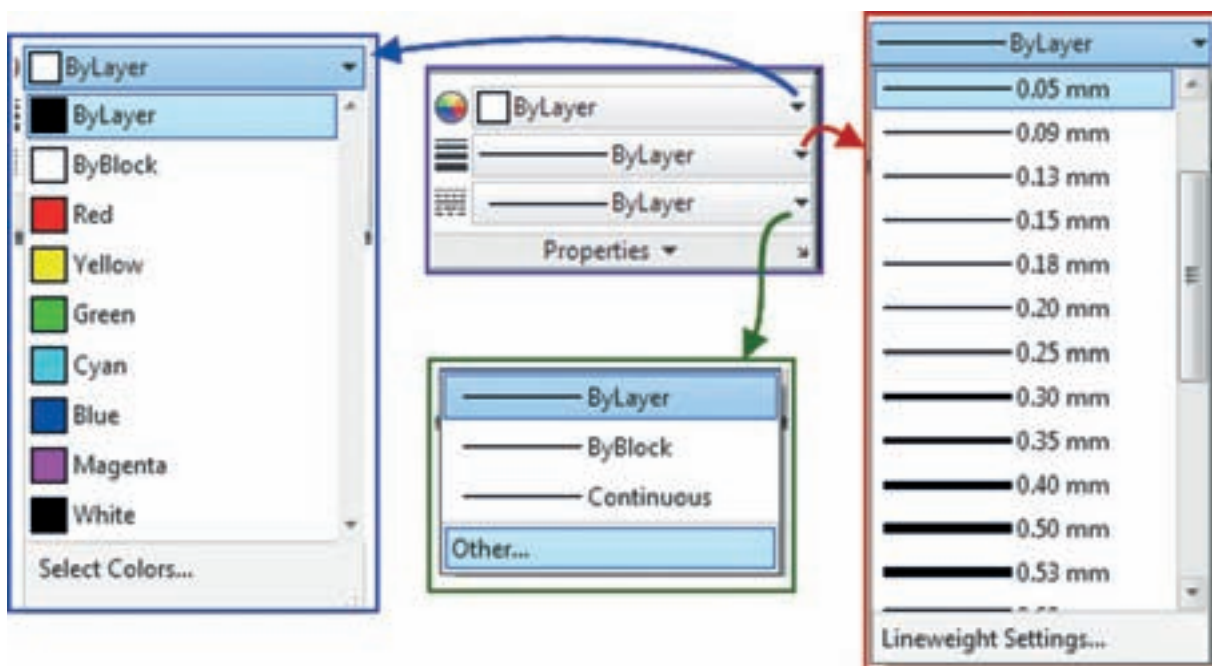 ByLayer
ByLayer
ByBlock
Red
Yellow
Green
Cyan
Blue
Magenta
White
Select Colors...
ByLayer
ByLayer
ByLayer
Properties
ByLayer
ByBlock
Continuous
Other...
ByLayer
0.05 mm
0.09 mm
0.13 mm
0.15 mm
0.18 mm
0.20 mm
0.25 mm
0.30 mm
0.35 mm
0.40 mm
0.50 mm
0.53 mm
Lineweight Settings...